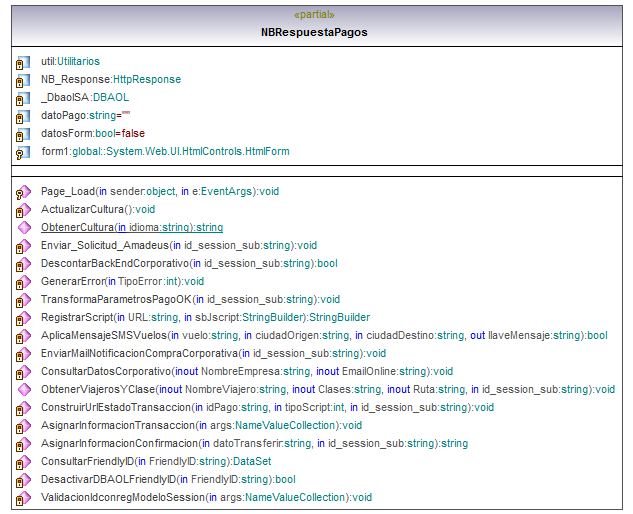 «partial»
NBRespuestaPagos
util:Utilitarios
NB_Response:HttpResponse
_DbaolSA:DBAOL
datoPago:string=""
datosForm:bool=false
form1:global::System.Web.UI.HtmlControls.HtmlForm
Page_Load(in sender:object, in e:EventArgs):void
ActualizarCultura():void
ObtenerCultura(in idioma:string):string
Enviar_Solicitud_Amadeus(in id_session_sub:string):void
DescontarBackEndCorporativo(in id_session_sub:string):bool
GenerarError(in TipoError:int):void
TransformaParametrosPagoOK(in id_session_sub:string):void
RegistrarScript(in URL:string, in sbJscript:StringBuilder):StringBuilder
AplicaMensajeSMSVuelos(in vuelo:string, in ciudadOrigen:string, in ciudadDestino:string, out llaveMensaje:string):bool
EnviarMailNotificacionCompraCorporativa(in id_session_sub:string):void
ConsultarDatosCorporativo(inout NombreEmpresa:string, inout EmailOnline:string):void
ObtenerViajerosYClase(inout NombreViajero:string, inout Clases:string, inout Ruta:string, in id_session_sub:string):void
ConstruirUrlEstadoTransaccion(in idPago:string, in tipoScript:int, in id_session_sub:string):void
AsignarInformacionTransaccion(in args:NameValueCollection):void
AsignarInformacionConfirmacion(in datoTransferir:string, in id_session_sub:string):string
ConsultarFriendlyID(in FriendlyID:string):DataSet
DesactivarDBAOLFriendlyID(in FriendlyID:string):bool
ValidacionIdconregModeloSession(in args:NameValueCollection):void